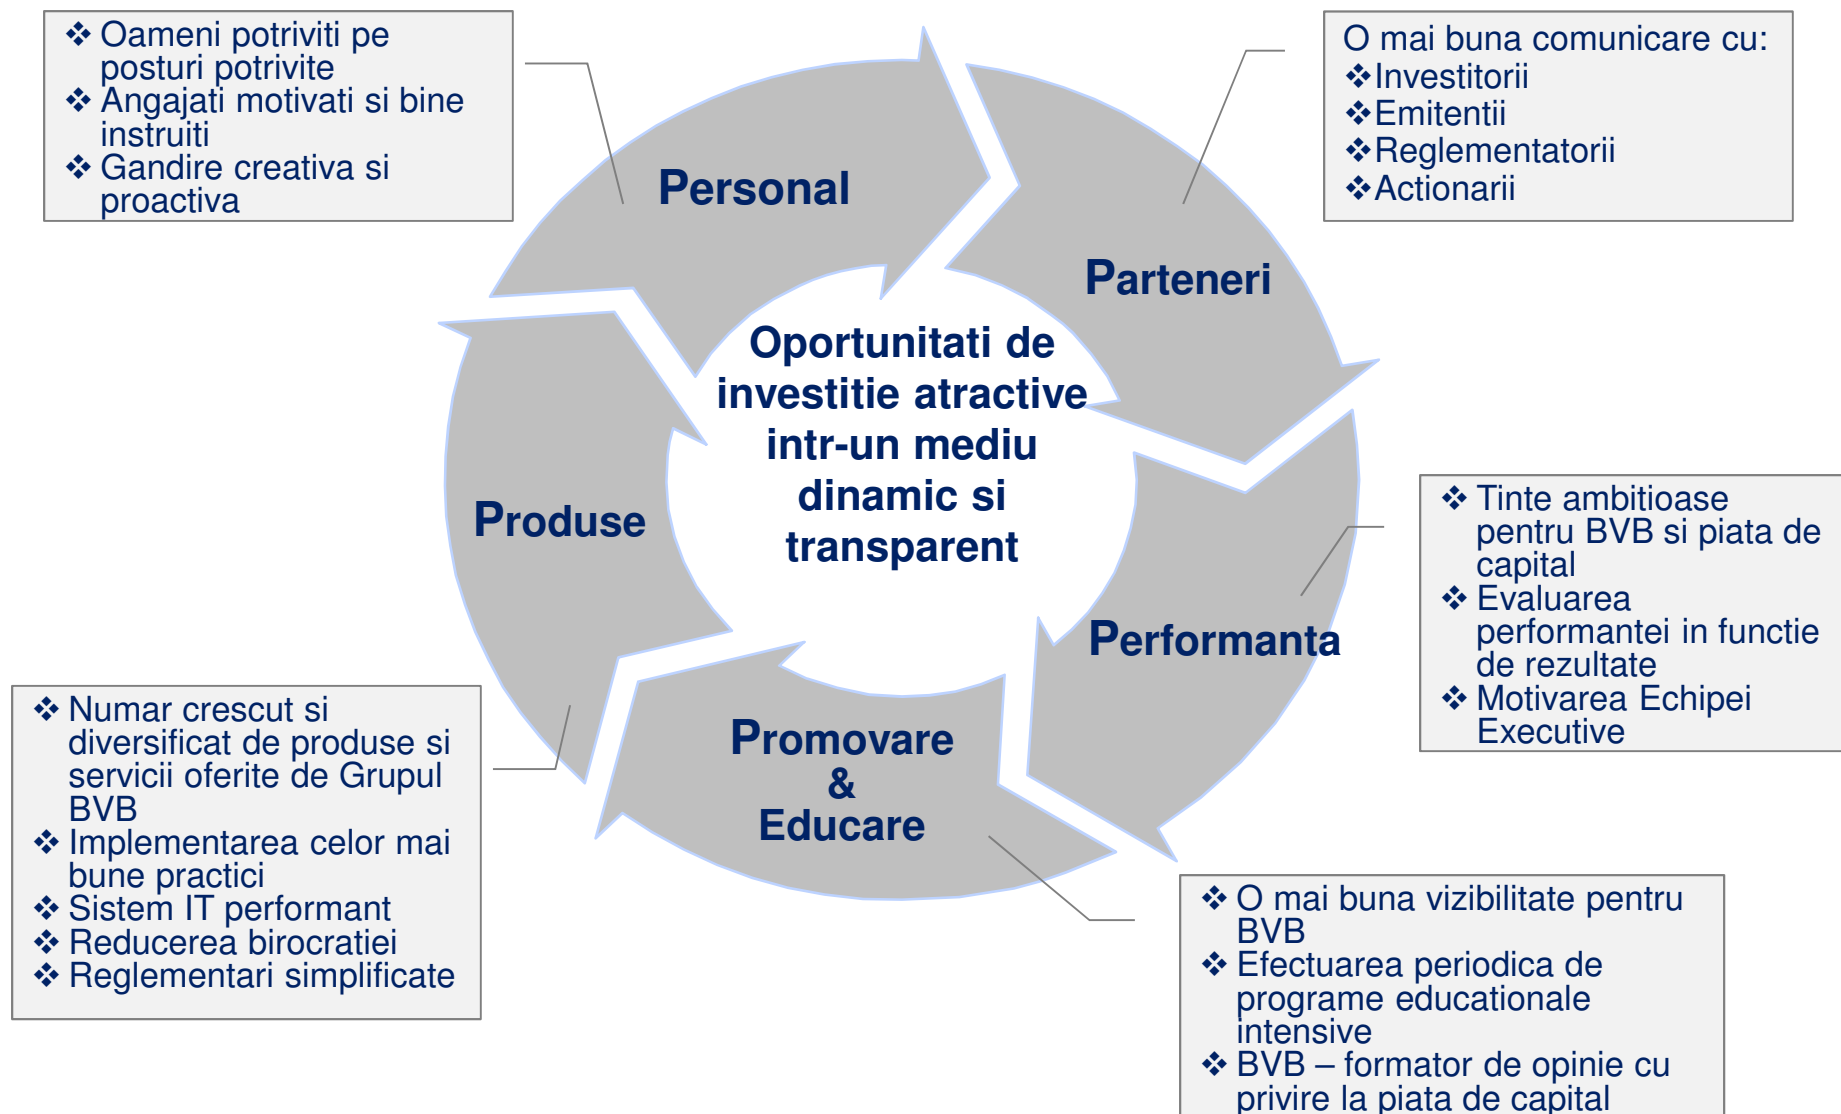 ❖ Oameni potriviti pe
posturi potrivite
❖ Angajati motivati si bine
instruiti
❖ Gandire creativa si
proactiva
O mai buna comunicare cu:
❖Investitorii
❖Emitentii
❖Reglementatorii
❖Actionarii
Personal
Parteneri
Oportunitati de
investitie atractive
intr-un mediu
dinamic si
transparent
Produse
Performanta
❖ Tinte ambitioase
pentru BVB si piata de
capital
❖ Evaluarea
performantei in functie
de rezultate
❖ Motivarea Echipei
Executive
Promovare
&
Educare
❖ Numar crescut si
diversificat de produse si
servicii oferite de Grupul
BVB
❖ Implementarea celor mai
bune practici
❖ Sistem IT performant
❖ Reducerea birocratiei
❖ Reglementari simplificate
❖ O mai buna vizibilitate pentru
BVB
❖ Efectuarea periodica de
programe educationale
intensive
❖ BVB – formator de opinie cu
privire la piata de capital